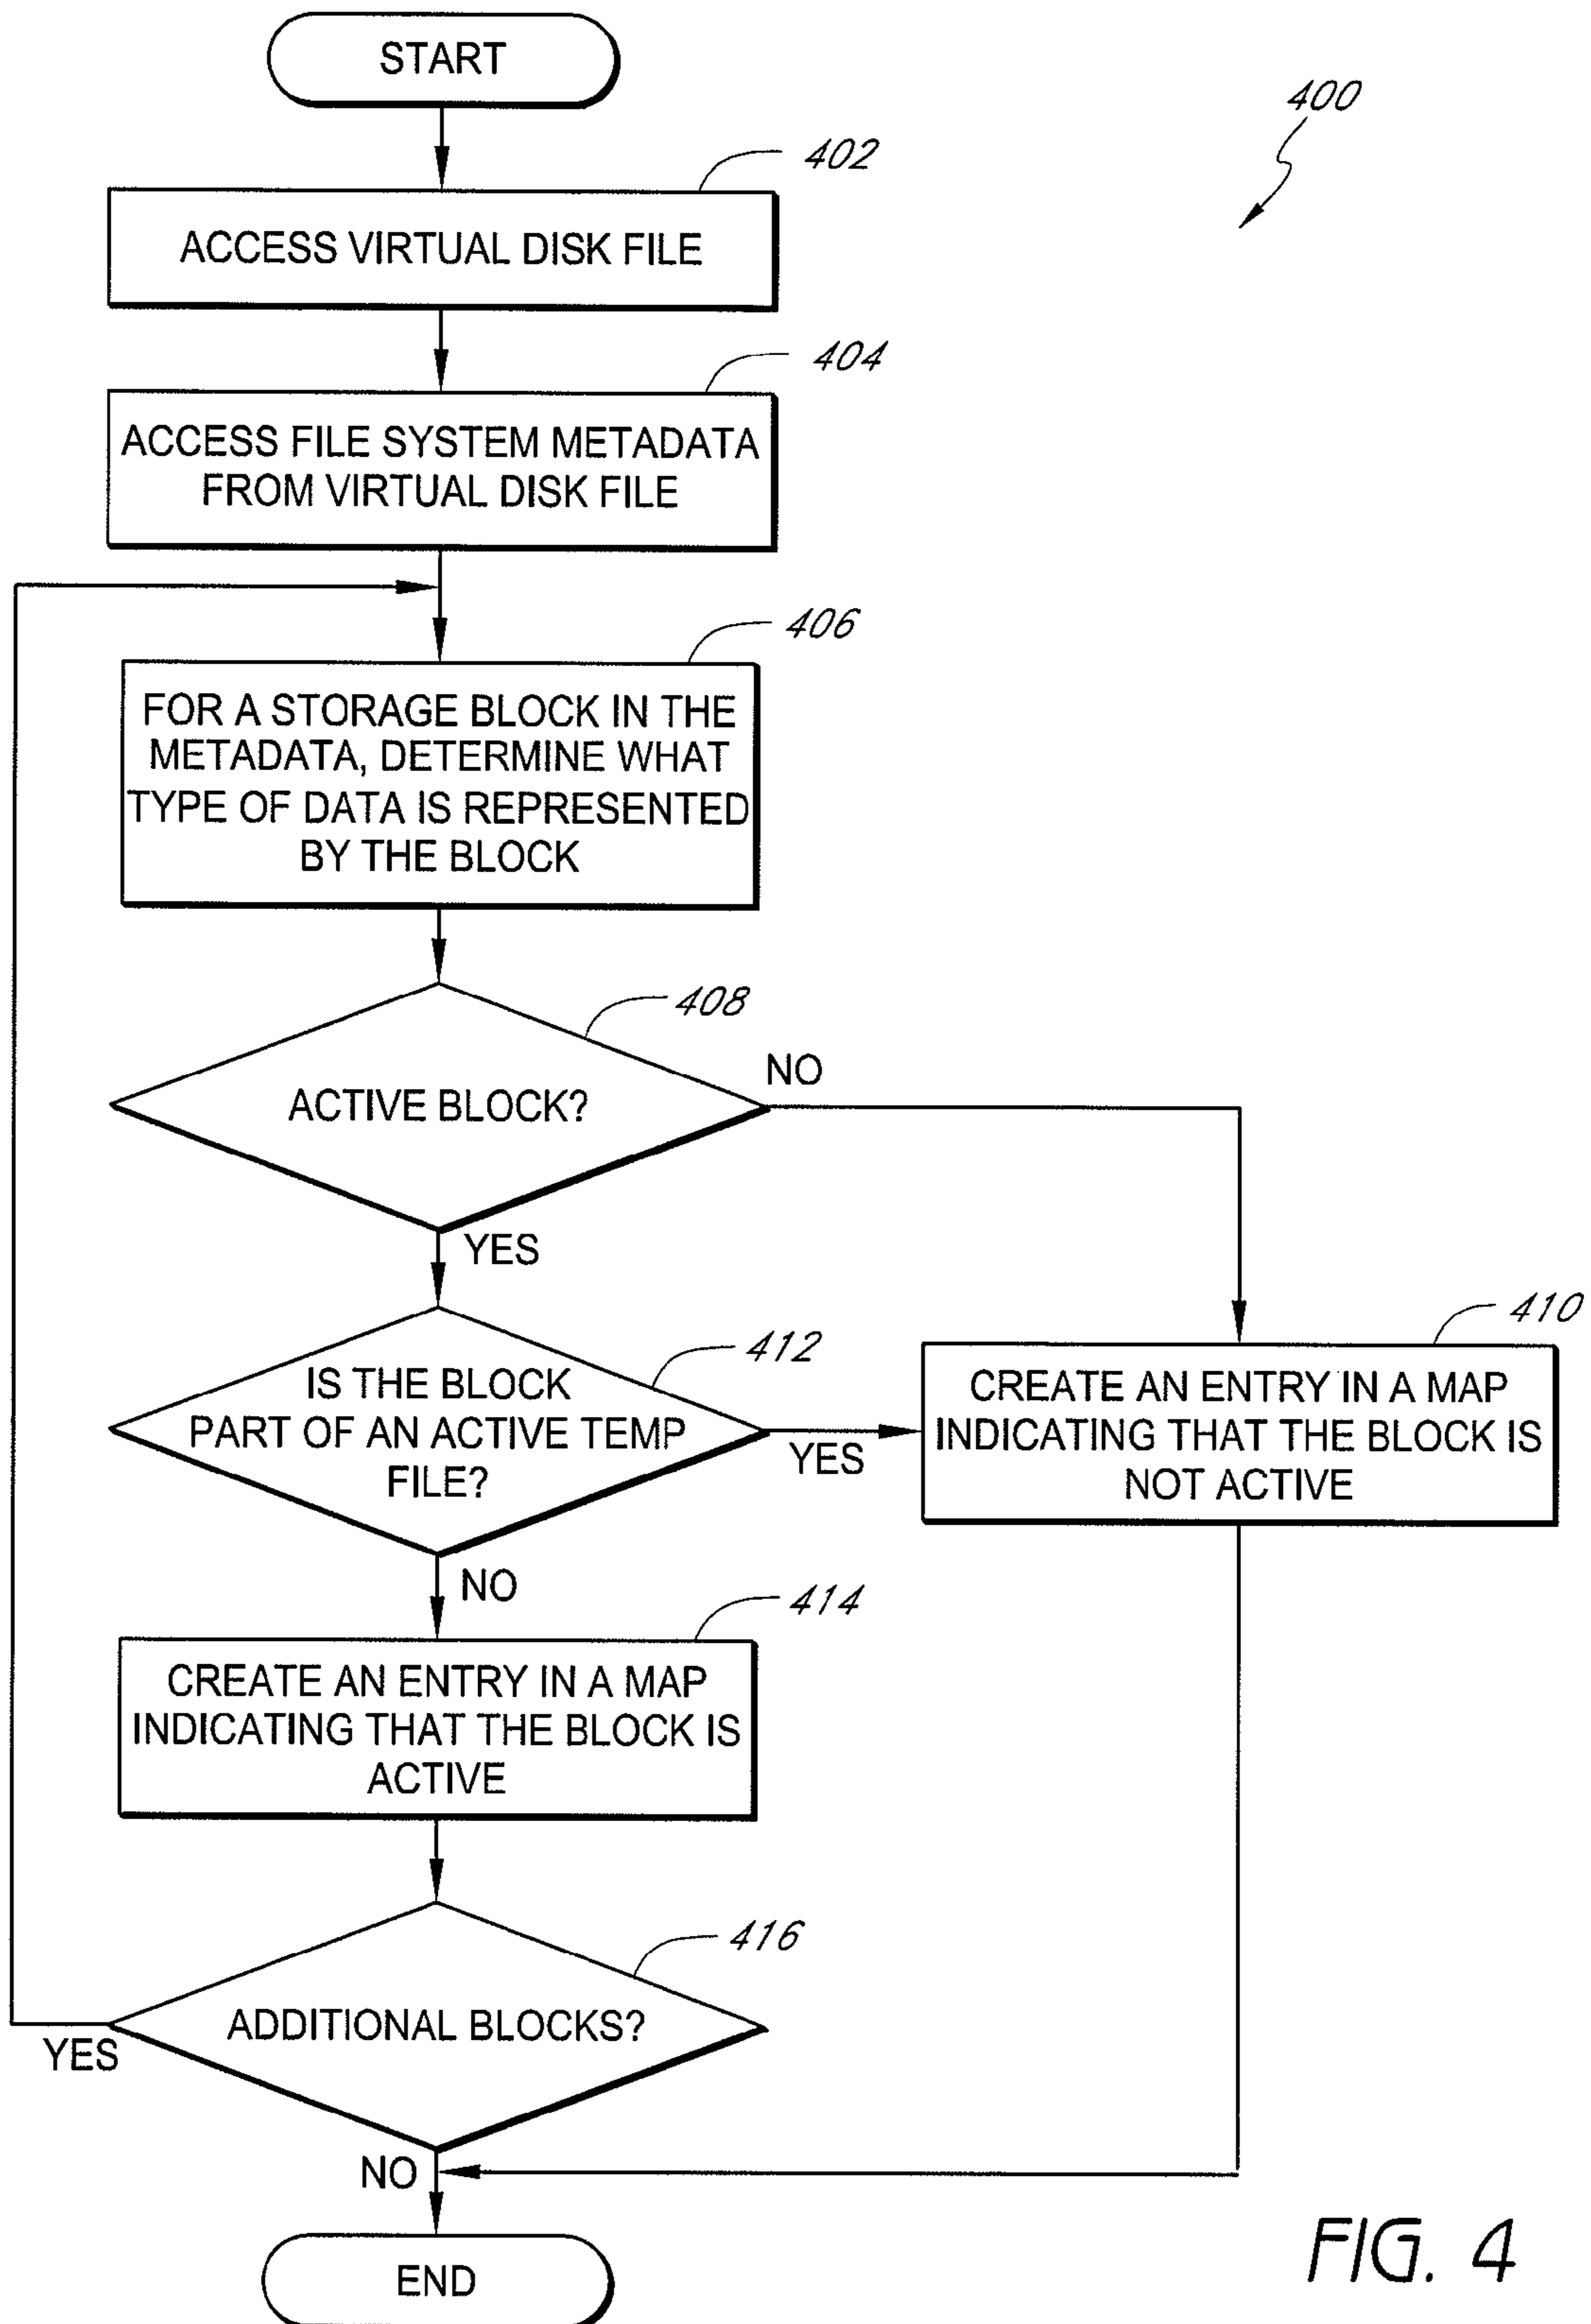 START
400
402
ACCESS VIRTUAL DISK FILE
404
ACCESS FILE SYSTEM METADATA
FROM VIRTUAL DISK FILE
406
FOR A STORAGE BLOCK IN THE
METADATA, DETERMINE WHAT
TYPE OF DATA IS REPRESENTED
BY THE BLOCK
408
ACTIVE BLOCK?
NO
YES
412
IS THE BLOCK
PART OF AN ACTIVE TEMP
FILE?
YES
410
CREATE AN ENTRY IN A MAP
INDICATING THAT THE BLOCK IS
NOT ACTIVE
NO
414
CREATE AN ENTRY IN A MAP
INDICATING THAT THE BLOCK IS
ACTIVE
416
ADDITIONAL BLOCKS?
YES
NO
END
FIG. 4